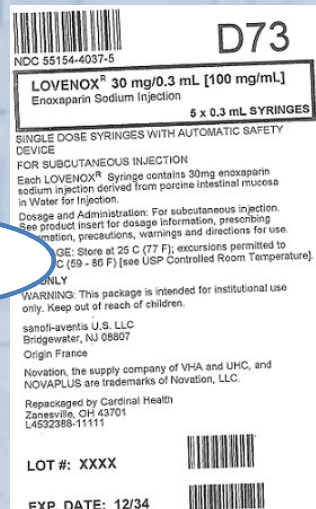 D73
NDC 55154-4037-5
LOVENOX® 30 mg/0.3 mL [100 mg/mL]
Enoxaparin Sodium Injection
5 x 0.3 mL SYRINGES
SINGLE DOSE SYRINGES WITH AUTOMATIC SAFETY
DEVICE
FOR SUBCUTANEOUS INJECTION
Each LOVENOX® Syringe contains 30mg enoxaparin
sodium injection derived from porcine intestinal mucosa
in Water for Injection.
Dosage and Administration: For subcutaneous injection.
See product insert for dosage information, prescribing
mation, precautions, warnings and directions for use.
GE: Store at 25 C (77 F); excursions permitted to
C (59 - 86 F) [see USP Controlled Room Temperature].
ONLY
WARNING: This package is intended for institutional use
only. Keep out of reach of children.
sanofi-aventis U.S. LLC
Bridgewater, NJ 08807
Origin France
Novation, the supply company of VHA and UHC, and
NOVAPLUS are trademarks of Novation, LLC.
Repackaged by Cardinal Health
Zanesville, OH 43701
L4532388-11111
LOT #: XXXX
EXP. DATE: 12/34